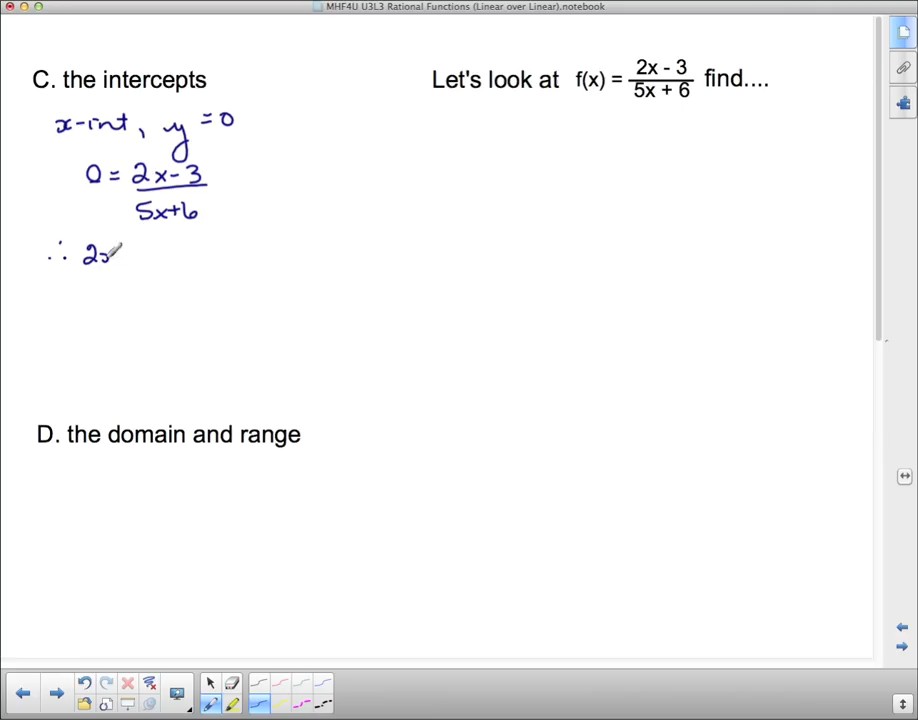 MHF4U U3L3 Rational Functions (Linear over Linear).notebook
C. the intercepts
Let's look at f(x) = (2x - 3)/(5x + 6) find....
x-int, y = 0
0 = 2x - 3
5x+6
∴ 2x
D. the domain and range